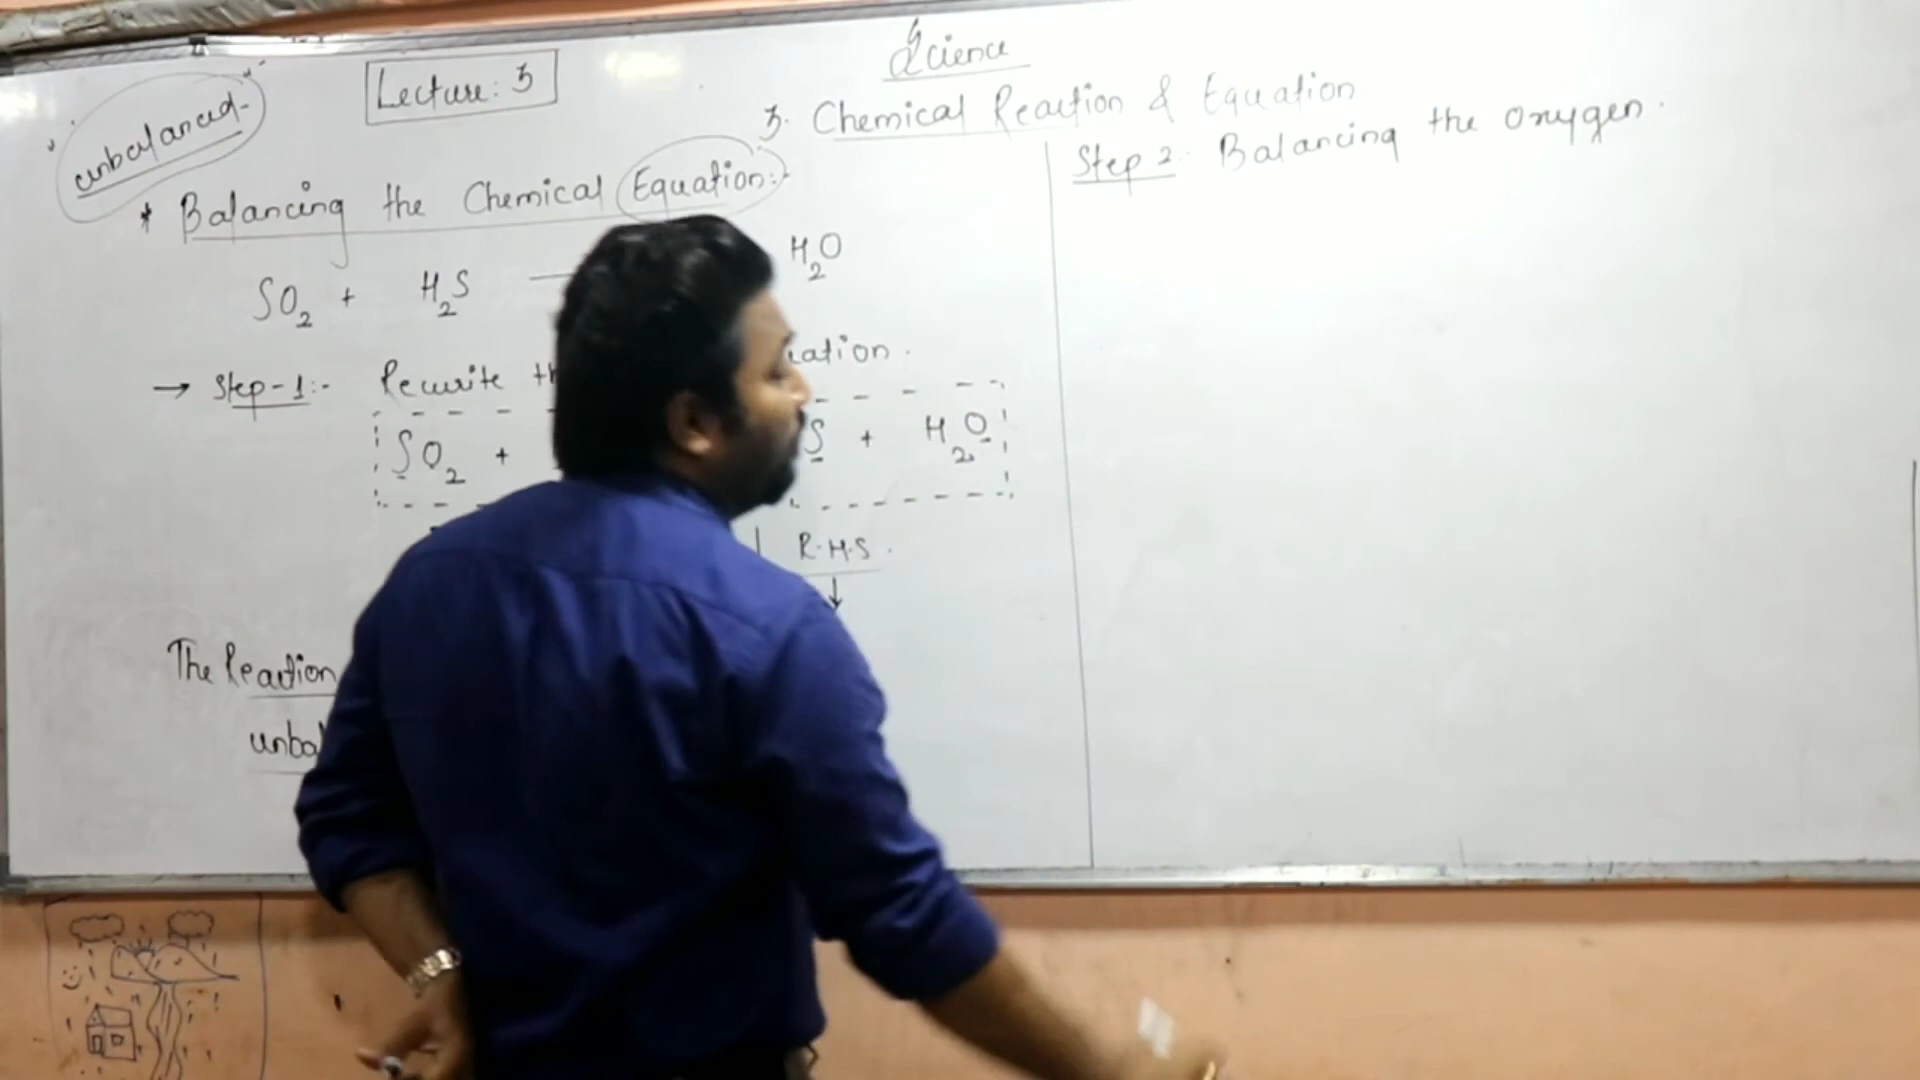 Science
Lecture: 3
3. Chemical Reaction & Equation
unbalanced
* Balancing the Chemical Equation:-
SO2 + H2S — H2O
→ Step-1:- Rewrite th
SO2 + S + H2O
R.H.S.
↓
The Reaction
unbal
Step 2. Balancing the Oxygen.